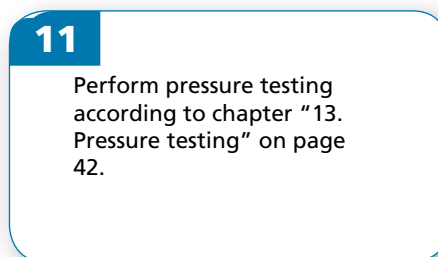 11
Perform pressure testing
according to chapter “13.
Pressure testing” on page
42.